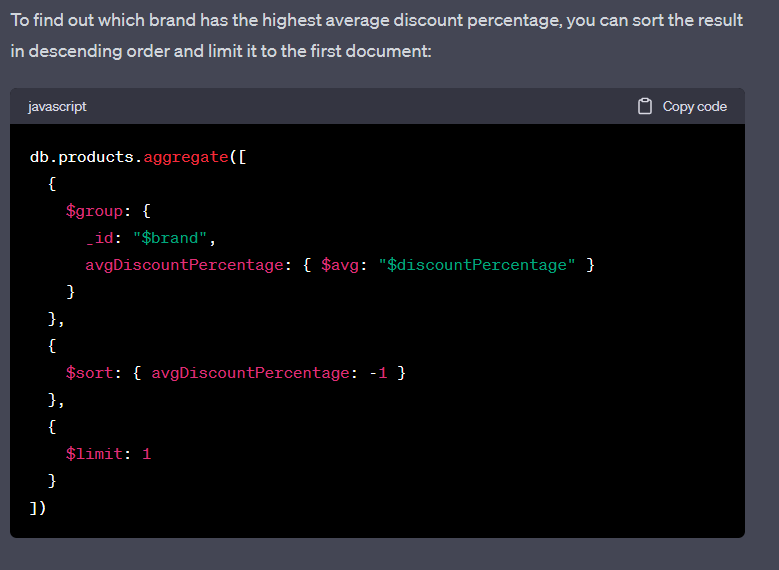 To find out which brand has the highest average discount percentage, you can sort the result
in descending order and limit it to the first document:
javascript
Copy code
db.products.aggregate([
  {
    $group: {
      _id: "$brand",
      avgDiscountPercentage: { $avg: "$discountPercentage" }
    }
  },
  {
    $sort: { avgDiscountPercentage: -1 }
  },
  {
    $limit: 1
  }
])